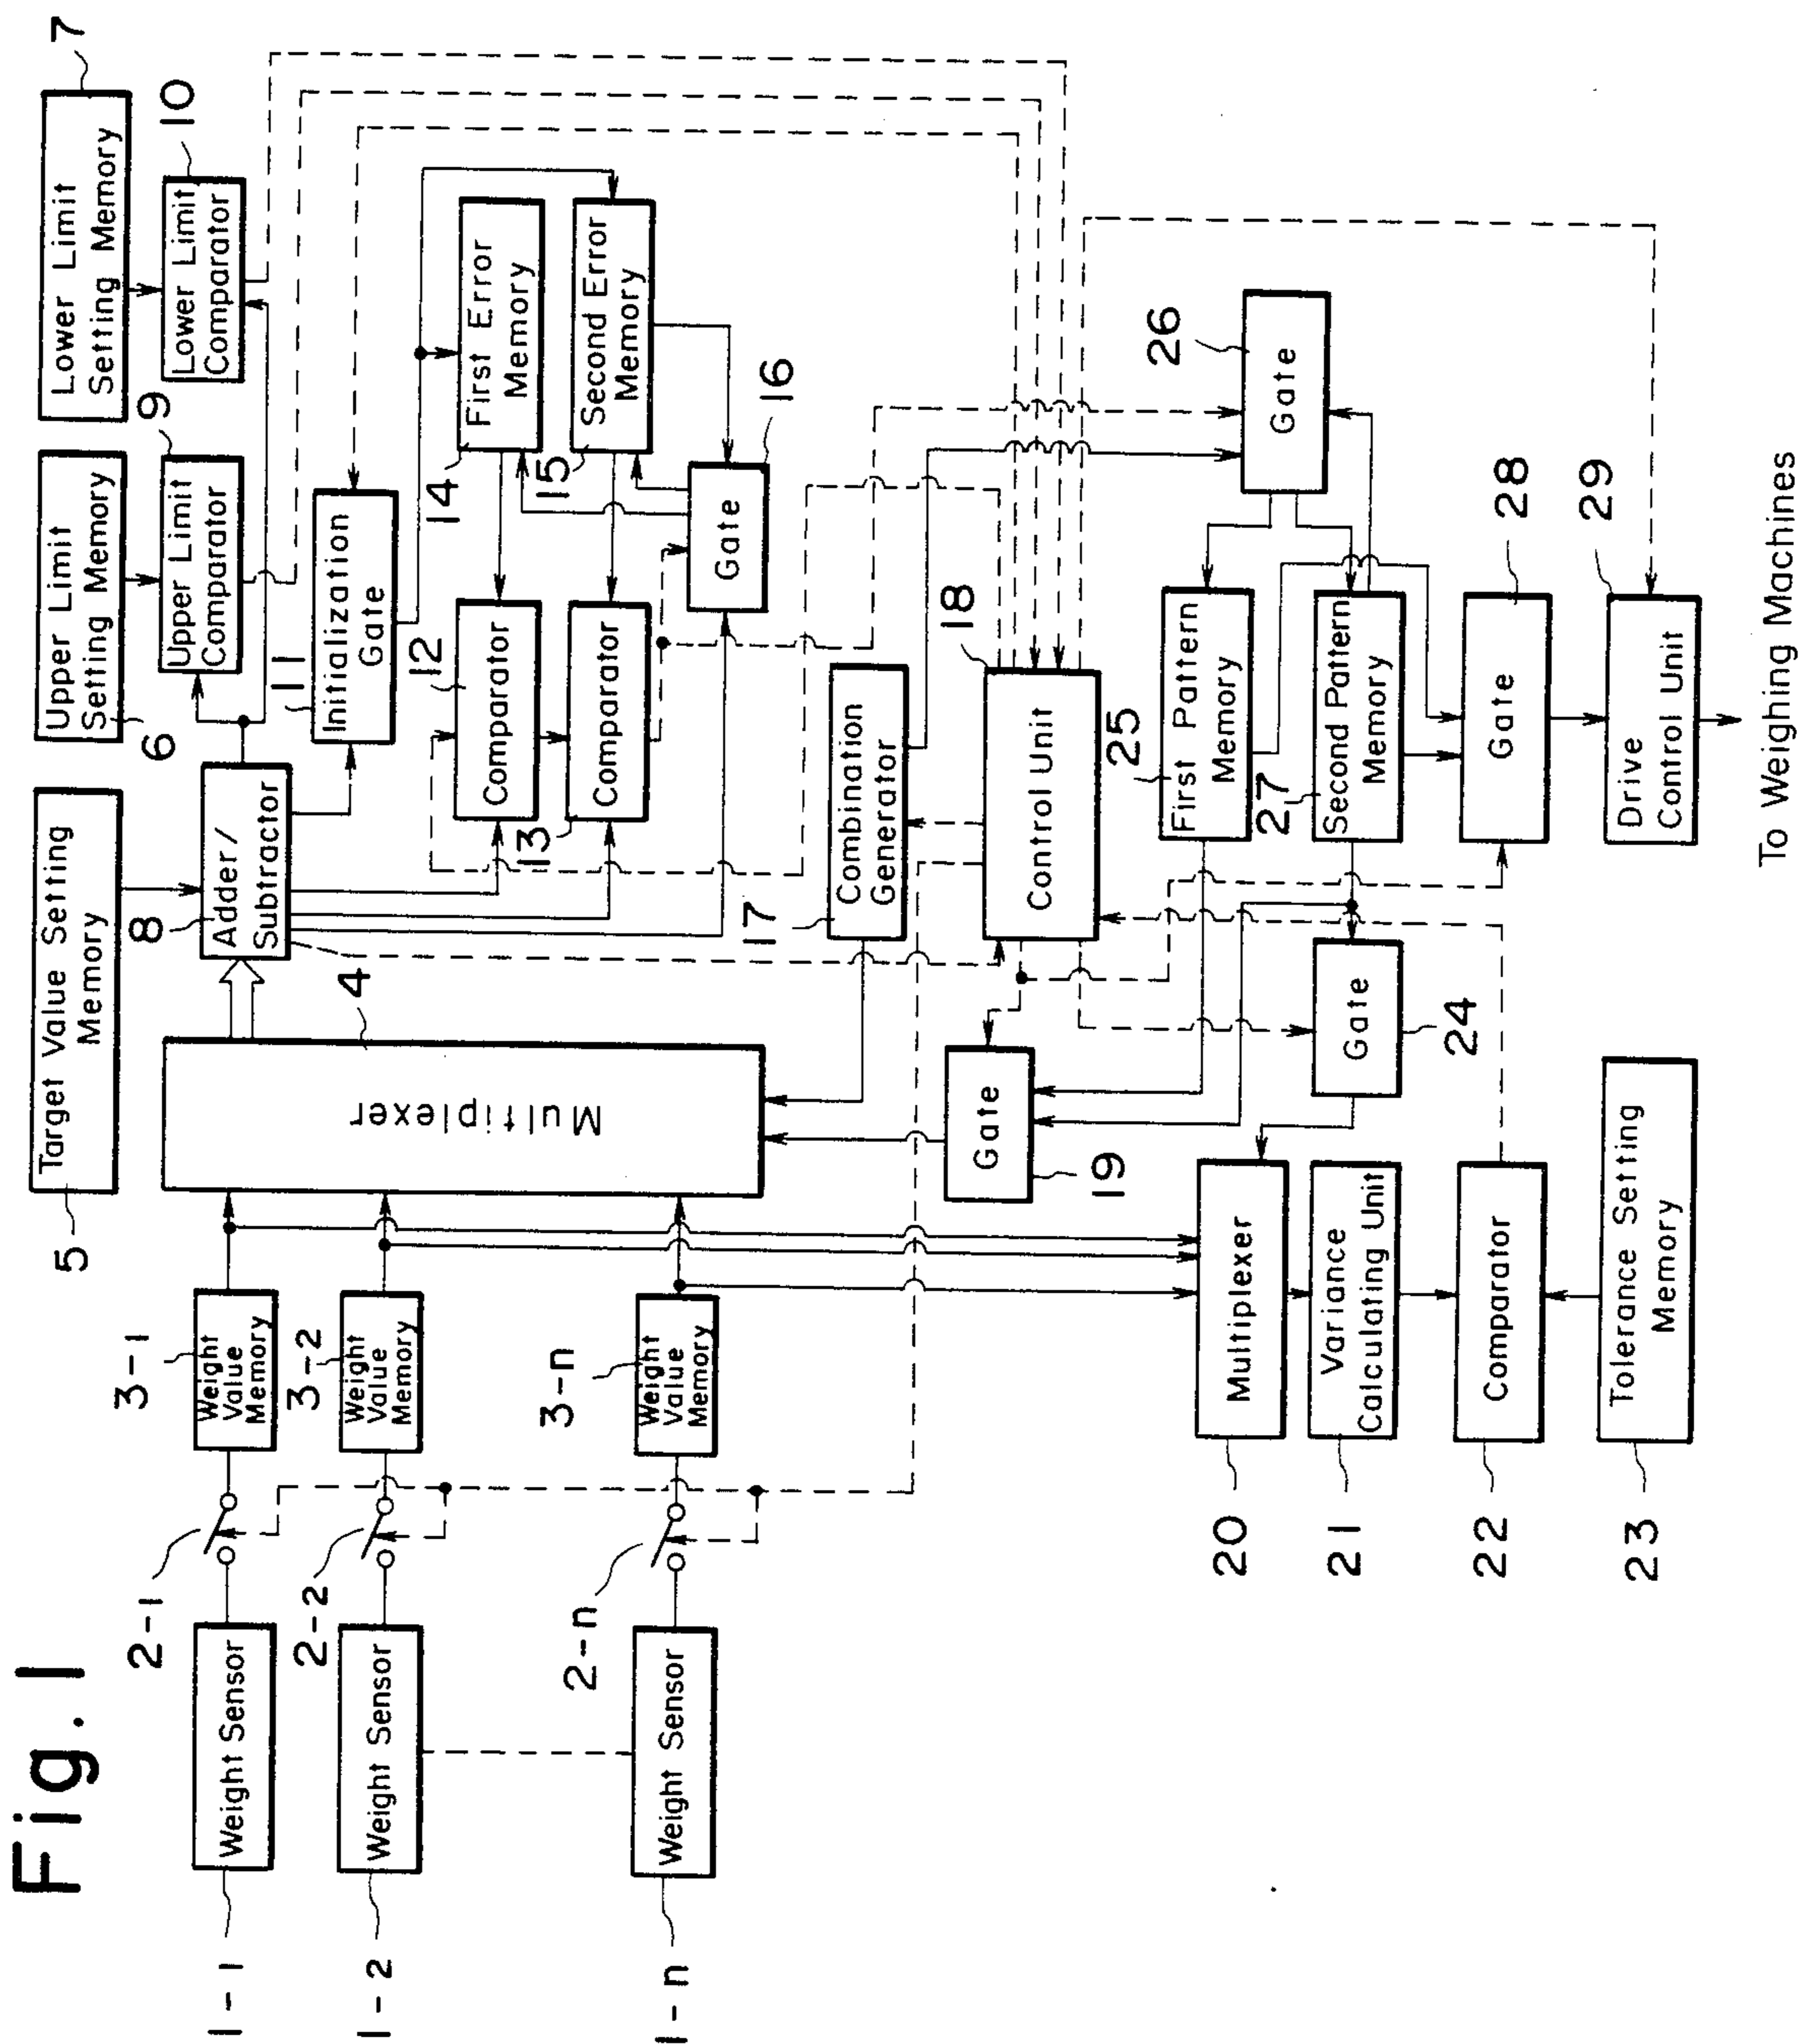 Fig. 1
1-1
Weight Sensor
2-1
3-1
Weight
Value
Memory
1-2
Weight Sensor
2-2
3-2
Weight
Value
Memory
1-n
Weight Sensor
2-n
3-n
Weight
Value
Memory
4
Multiplexer
5
Target Value Setting
Memory
6
Upper Limit
Setting Memory
7
Lower Limit
Setting Memory
8
Adder/
Subtractor
9
Upper Limit
Comparator
10
Lower Limit
Comparator
11
Initialization
Gate
12
Comparator
13
Comparator
14
First Error
Memory
15
Second Error
Memory
16
Gate
17
Combination
Generator
18
Control Unit
19
Gate
20
Multiplexer
21
Variance
Calculating Unit
22
Comparator
23
Tolerance Setting
Memory
24
Gate
25
First Pattern
Memory
26
Gate
27
Second Pattern
Memory
28
Gate
29
Drive
Control Unit
To Weighing Machines